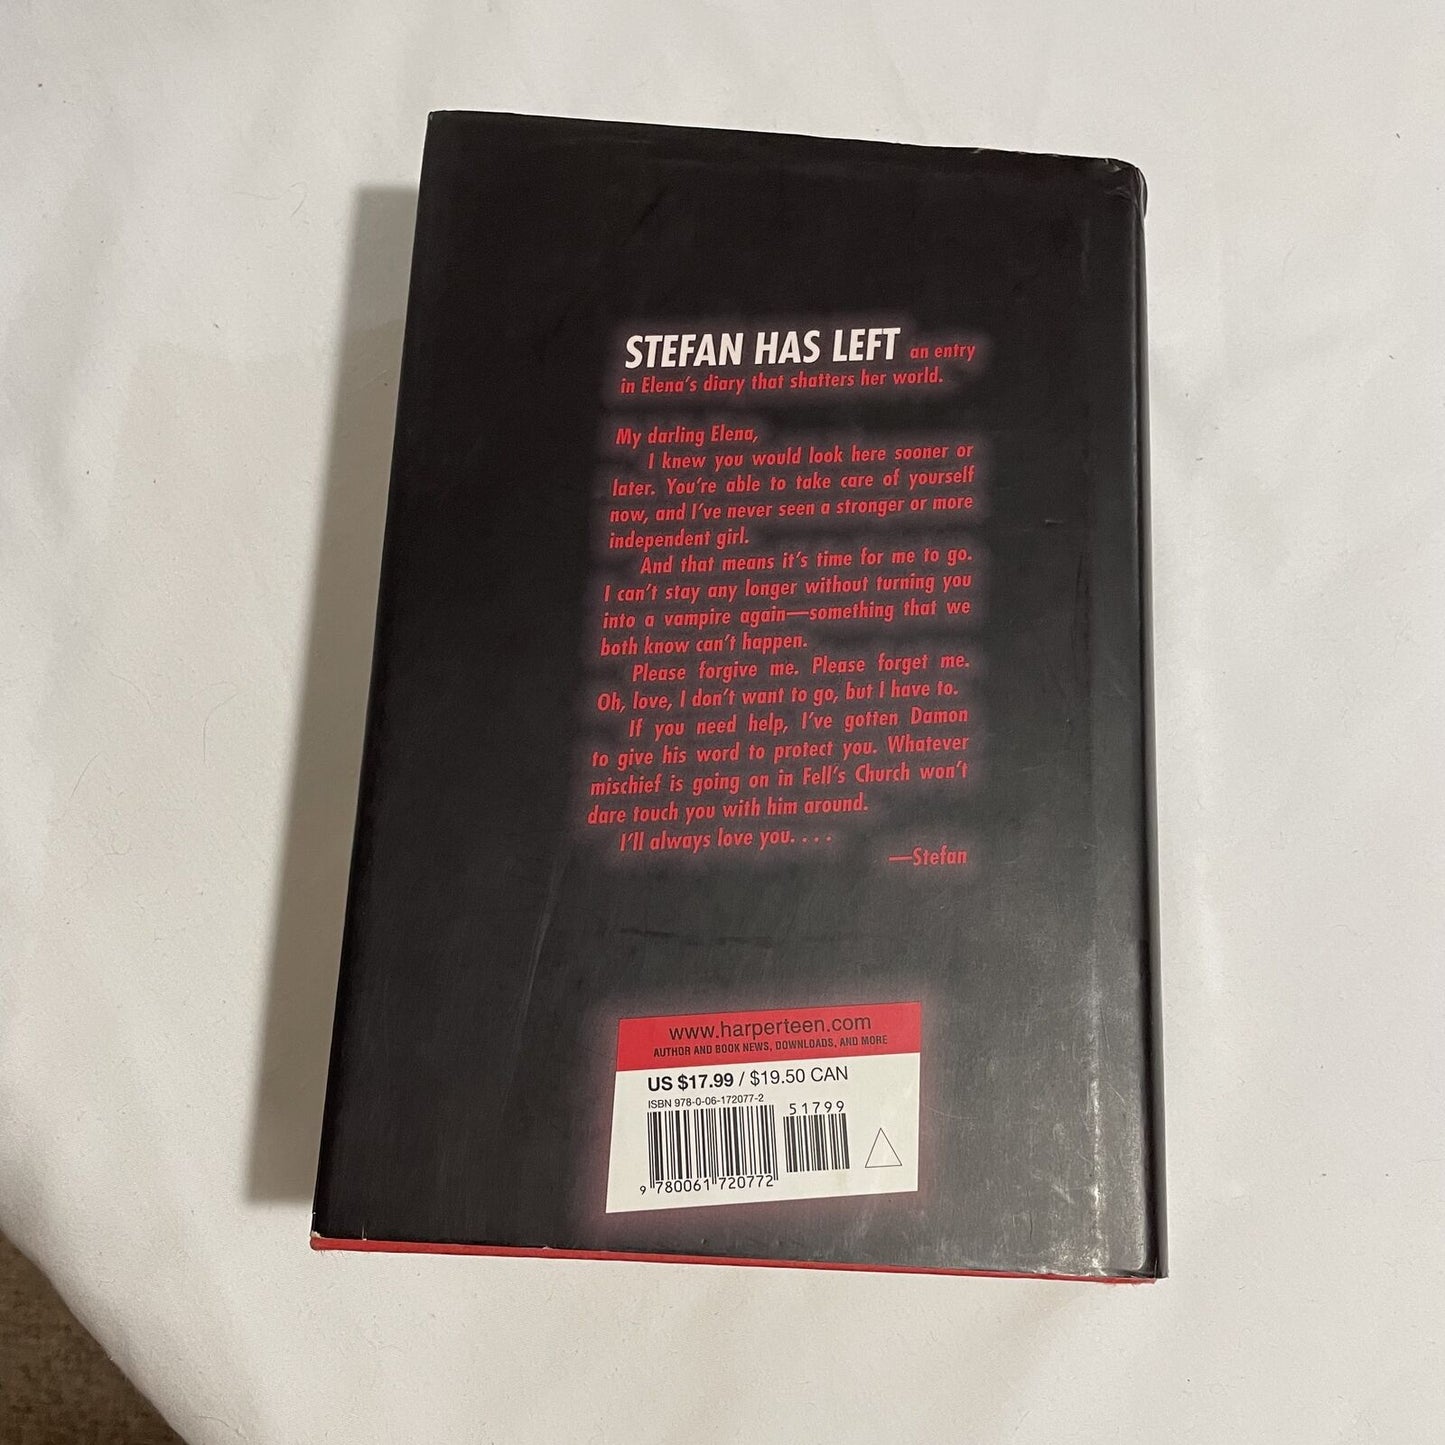 STEFAN HAS LEFT an entry
in Elena's diary that shatters her world.
My darling Elena,
I knew you would look here sooner or
later. You're able to take care of yourself
now, and I've never seen a stronger or more
independent girl.
And that means it's time for me to go.
I can't stay any longer without turning you
into a vampire again—something that we
both know can't happen.
Please forgive me. Please forget me.
Oh, love, I don't want to go, but I have to.
If you need help, I've gotten Damon
to give his word to protect you. Whatever
mischief is going on in Fell's Church won't
dare touch you with him around.
I'll always love you. . . .
—Stefan
www.harperteen.com
AUTHOR AND BOOK NEWS, DOWNLOADS, AND MORE
US $17.99 / $19.50 CAN
ISBN 978-0-06-172077-2
51799
9 780061 720772